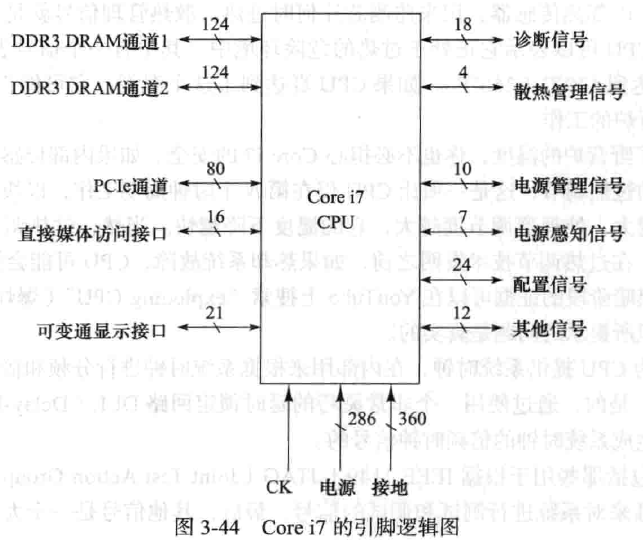 DDR3 DRAM通道1
124
DDR3 DRAM通道2
124
PCIe通道
80
直接媒体访问接口
16
可变通显示接口
21
Core i7
CPU
18
诊断信号
4
散热管理信号
10
电源管理信号
7
电源感知信号
24
配置信号
12
其他信号
286
360
CK 电源 接地
图 3-44 Core i7 的引脚逻辑图